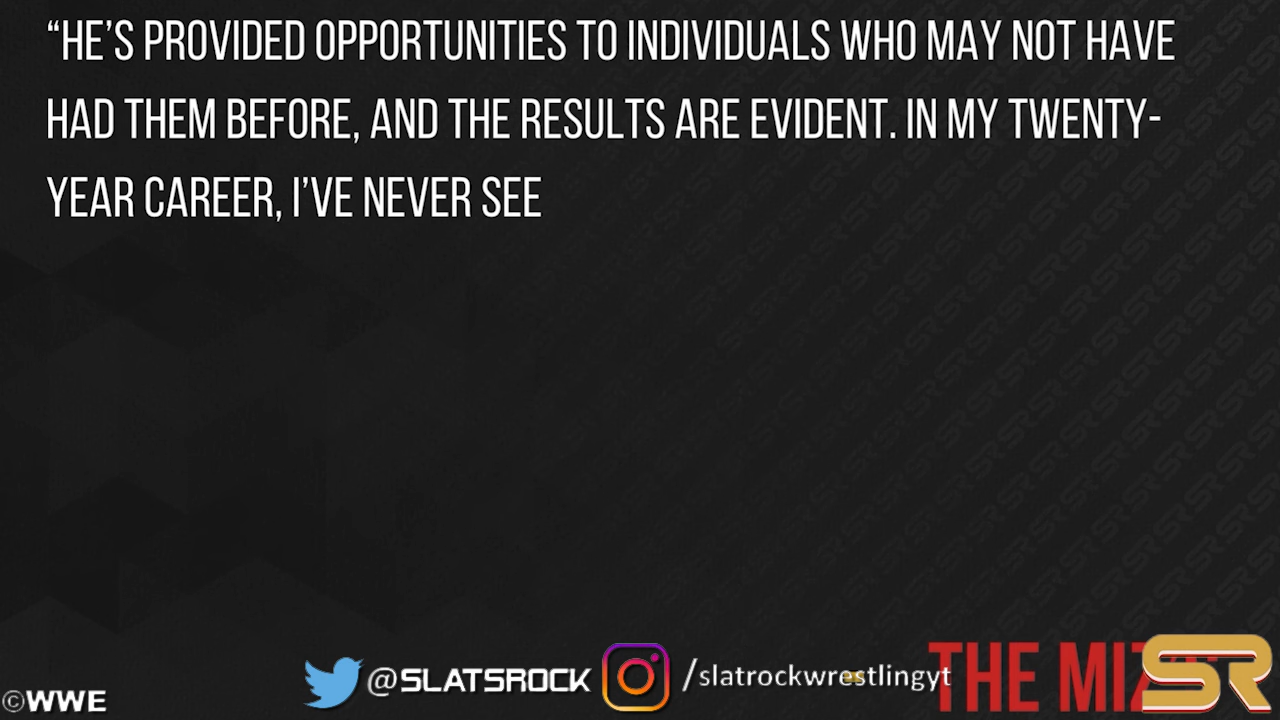 “HE’S PROVIDED OPPORTUNITIES TO INDIVIDUALS WHO MAY NOT HAVE
HAD THEM BEFORE, AND THE RESULTS ARE EVIDENT. IN MY TWENTY-
YEAR CAREER, I’VE NEVER SEE
©WWE
@SLATSROCK
/slatrockwrestlingyt
THE MIZ
SR